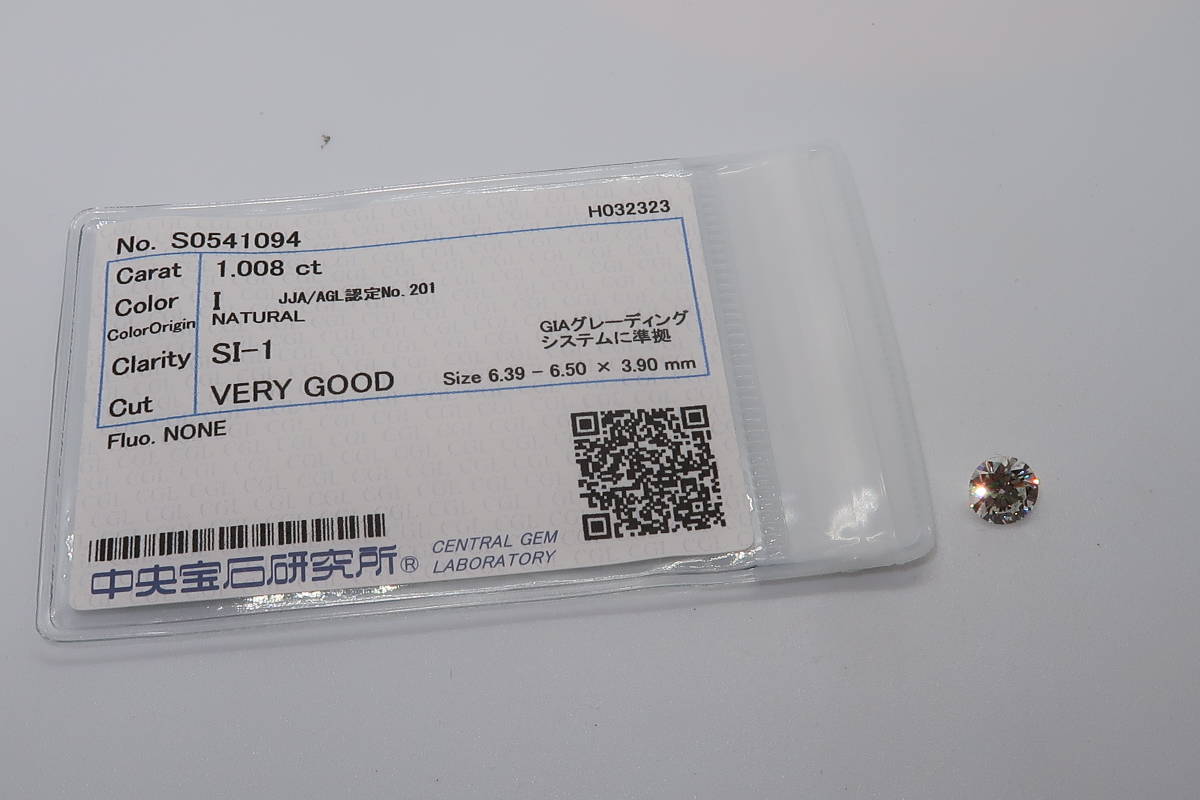 H032323
No. S0541094
Carat 1.008 ct
Color I JJA/AGL認定No.201
ColorOrigin NATURAL
GIAグレーディング
システムに準拠
Clarity SI-1
Cut VERY GOOD Size 6.39 - 6.50 × 3.90 mm
Fluo. NONE
中央宝石研究所® CENTRAL GEM
LABORATORY